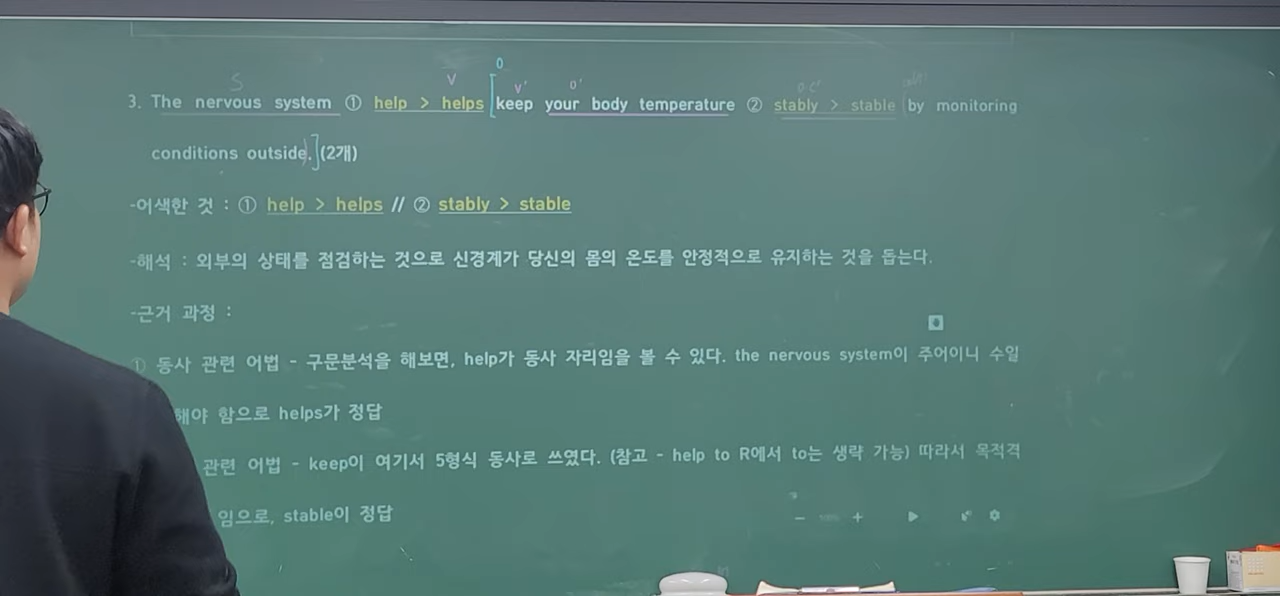 S V O V' O' O·C'
3. The nervous system ① help > helps [keep your body temperature ② stably > stable (by monitoring
conditions outside).] (2개)
-어색한 것 : ① help > helps // ② stably > stable
-해석 : 외부의 상태를 점검하는 것으로 신경계가 당신의 몸의 온도를 안정적으로 유지하는 것을 돕는다.
-근거 과정 :
① 동사 관련 어법 - 구문분석을 해보면, help가 동사 자리임을 볼 수 있다. the nervous system이 주어이니 수일
해야 함으로 helps가 정답
관련 어법 - keep이 여기서 5형식 동사로 쓰였다. (참고 - help to R에서 to는 생략 가능) 따라서 목적격
임으로, stable이 정답